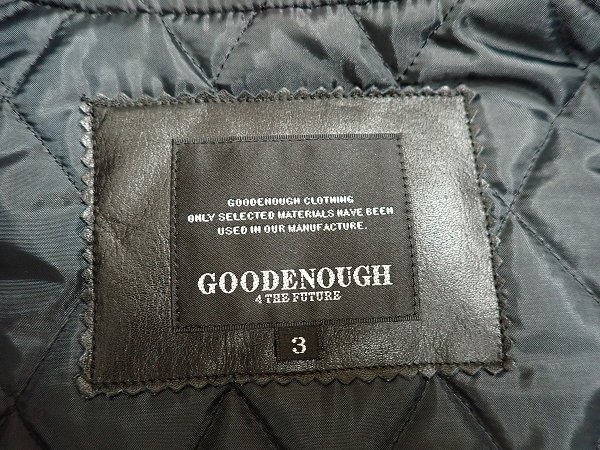 GOODENOUGH CLOTHING
ONLY SELECTED MATERIALS HAVE BEEN
USED IN OUR MANUFACTURE.
GOODENOUGH
4 THE FUTURE
3